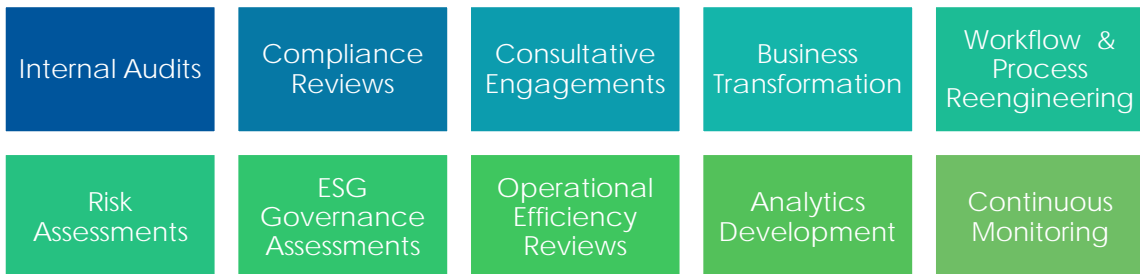 Internal Audits
Compliance
Reviews
Consultative
Engagements
Business
Transformation
Workflow & 
Process
Reengineering
Risk
Assessments
ESG
Governance
Assessments
Operational
Efficiency
Reviews
Analytics
Development
Continuous
Monitoring